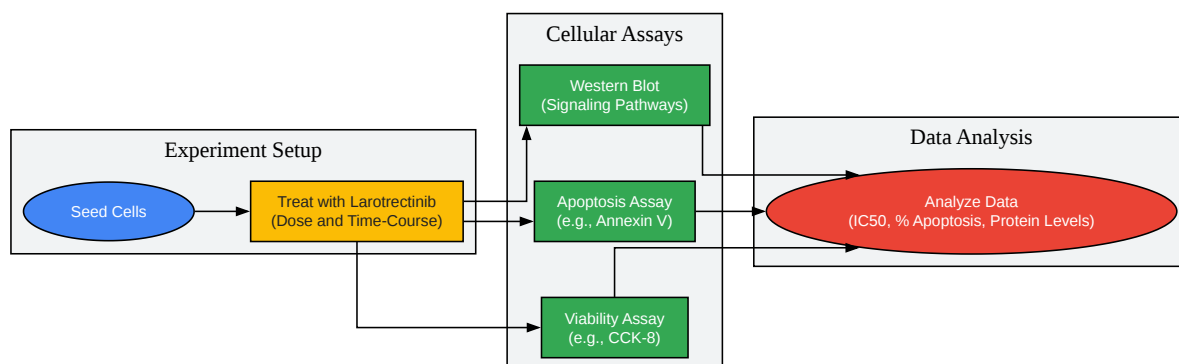 Experiment Setup
Seed Cells
Treat with Larotrectinib
(Dose and Time-Course)
Cellular Assays
Western Blot
(Signaling Pathways)
Apoptosis Assay
(e.g., Annexin V)
Viability Assay
(e.g., CCK-8)
Data Analysis
Analyze Data
(IC50, % Apoptosis, Protein Levels)